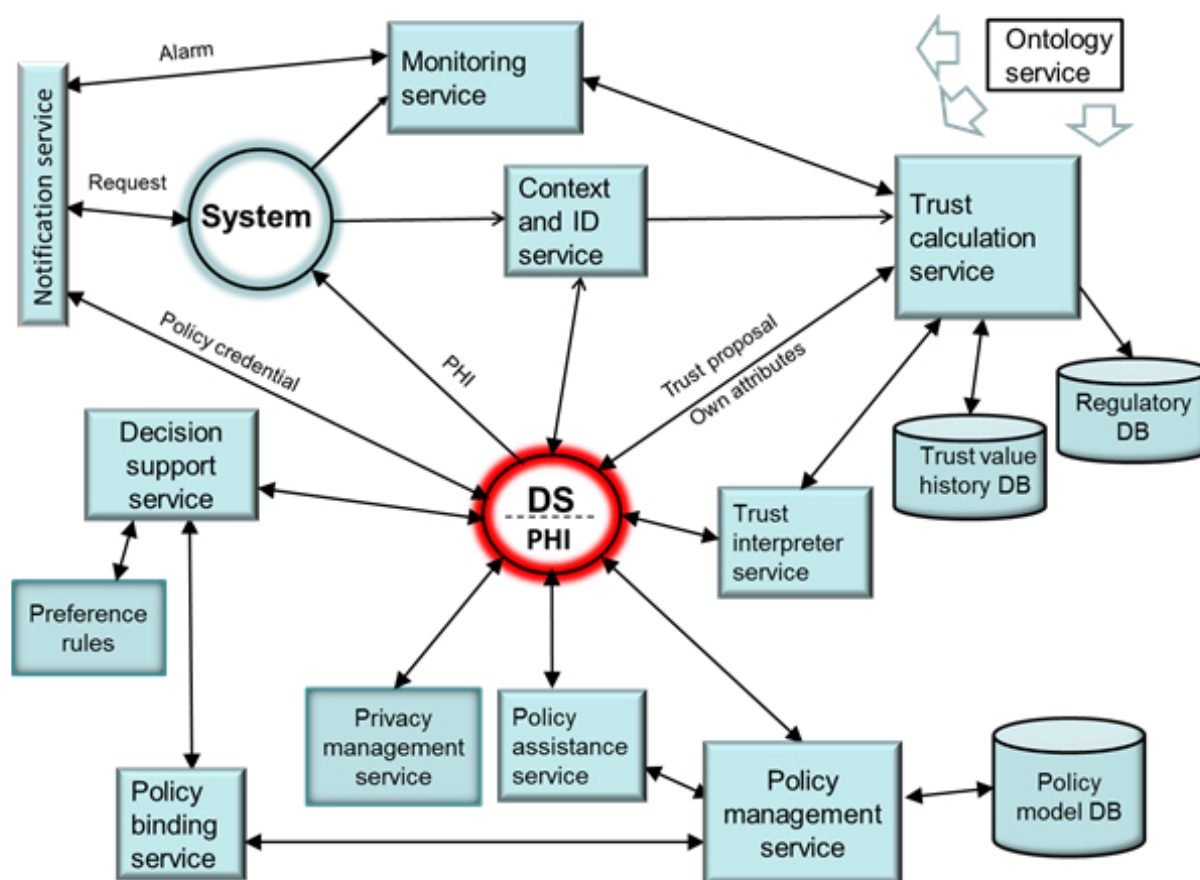 Alarm
Monitoring
service
Ontology
service
Notification service
Request
System
Context
and ID
service
Trust
calculation
service
Policy credential
PHI
Trust proposal
Own attributes
Regulatory
DB
Decision
support
service
Trust value
history DB
DS
PHI
Trust
interpreter
service
Preference
rules
Privacy
management
service
Policy
assistance
service
Policy
management
service
Policy
model DB
Policy
binding
service